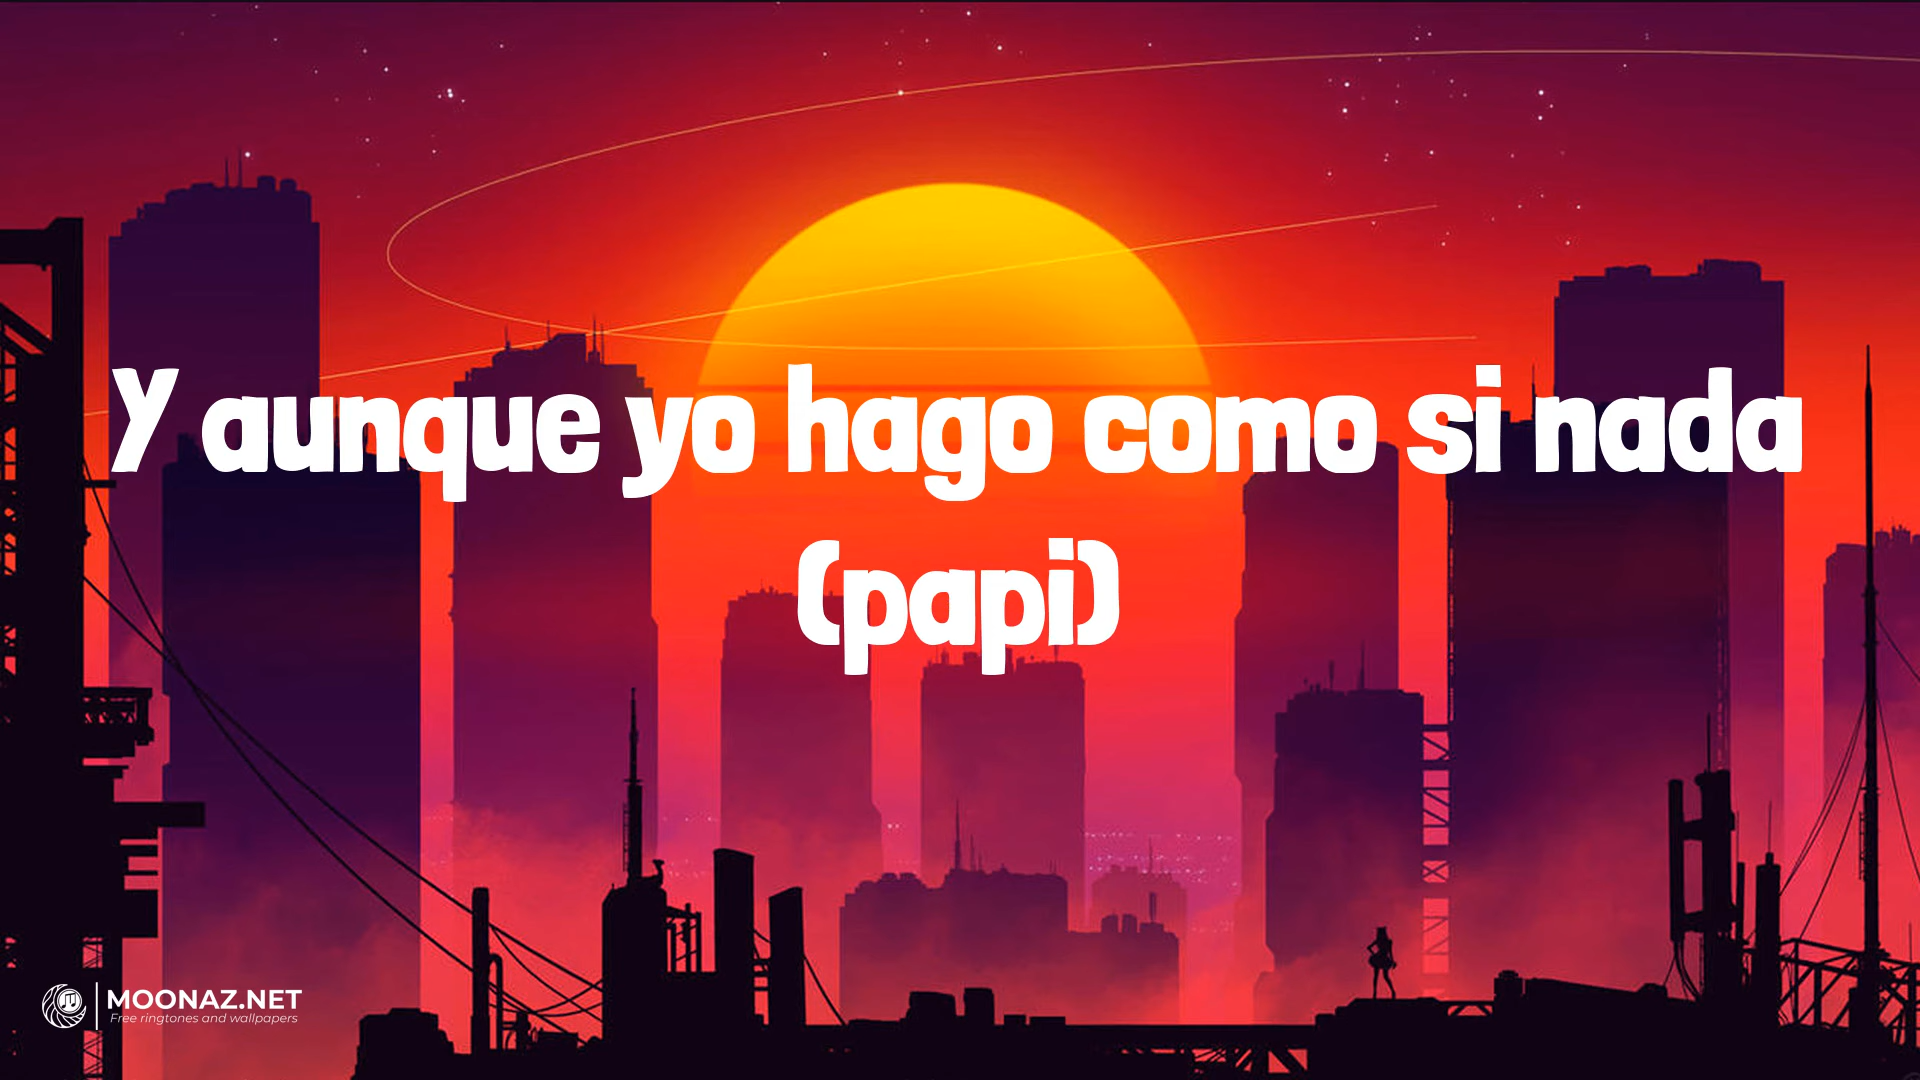 Y aunque yo hago como si nada
(papi)
MOONAZ.NET
Free ringtones and wallpapers